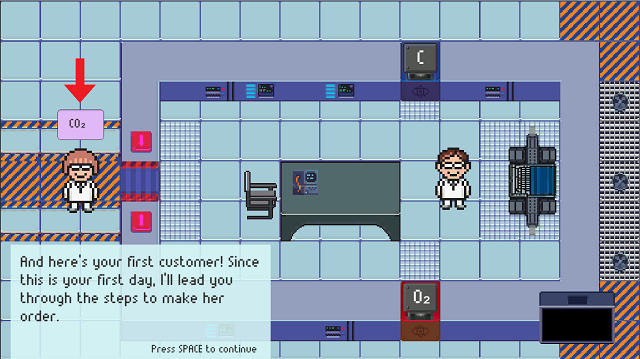 C
CO₂
O₂
And here's your first customer! Since
this is your first day, I'll lead you
through the steps to make her
order.
Press SPACE to continue